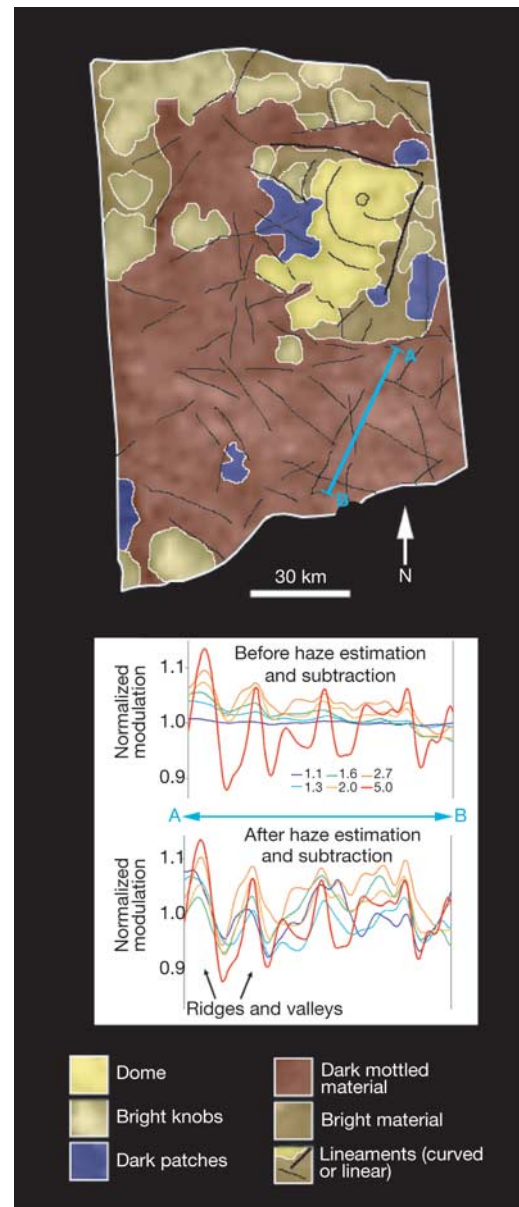 A
B
30 km
N
Before haze estimation
and subtraction
Normalized
modulation
1.1
1.0
0.9
1.1 1.6 2.7
1.3 2.0 5.0
A B
After haze estimation
and subtraction
Normalized
modulation
1.1
1.0
0.9
Ridges and valleys
Dome
Bright knobs
Dark patches
Dark mottled
material
Bright material
Lineaments (curved
or linear)